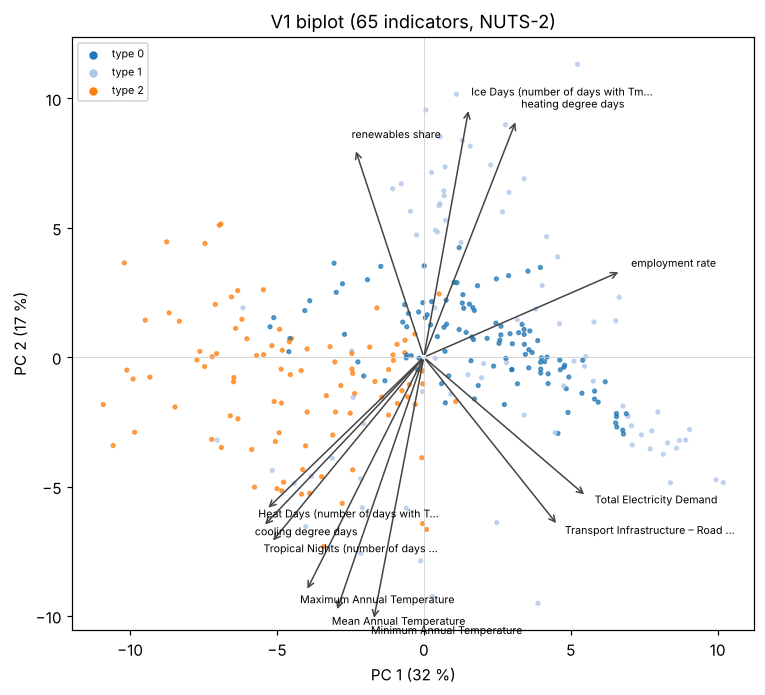 V1 biplot (65 indicators, NUTS-2)
type 0
type 1
type 2
Ice Days (number of days with Tm...
heating degree days
renewables share
employment rate
Total Electricity Demand
Transport Infrastructure – Road ...
Heat Days (number of days with T...
cooling degree days
Tropical Nights (number of days ...
Maximum Annual Temperature
Mean Annual Temperature
Minimum Annual Temperature
PC 2 (17 %)
10
5
0
−5
−10
−10
−5
0
5
10
PC 1 (32 %)